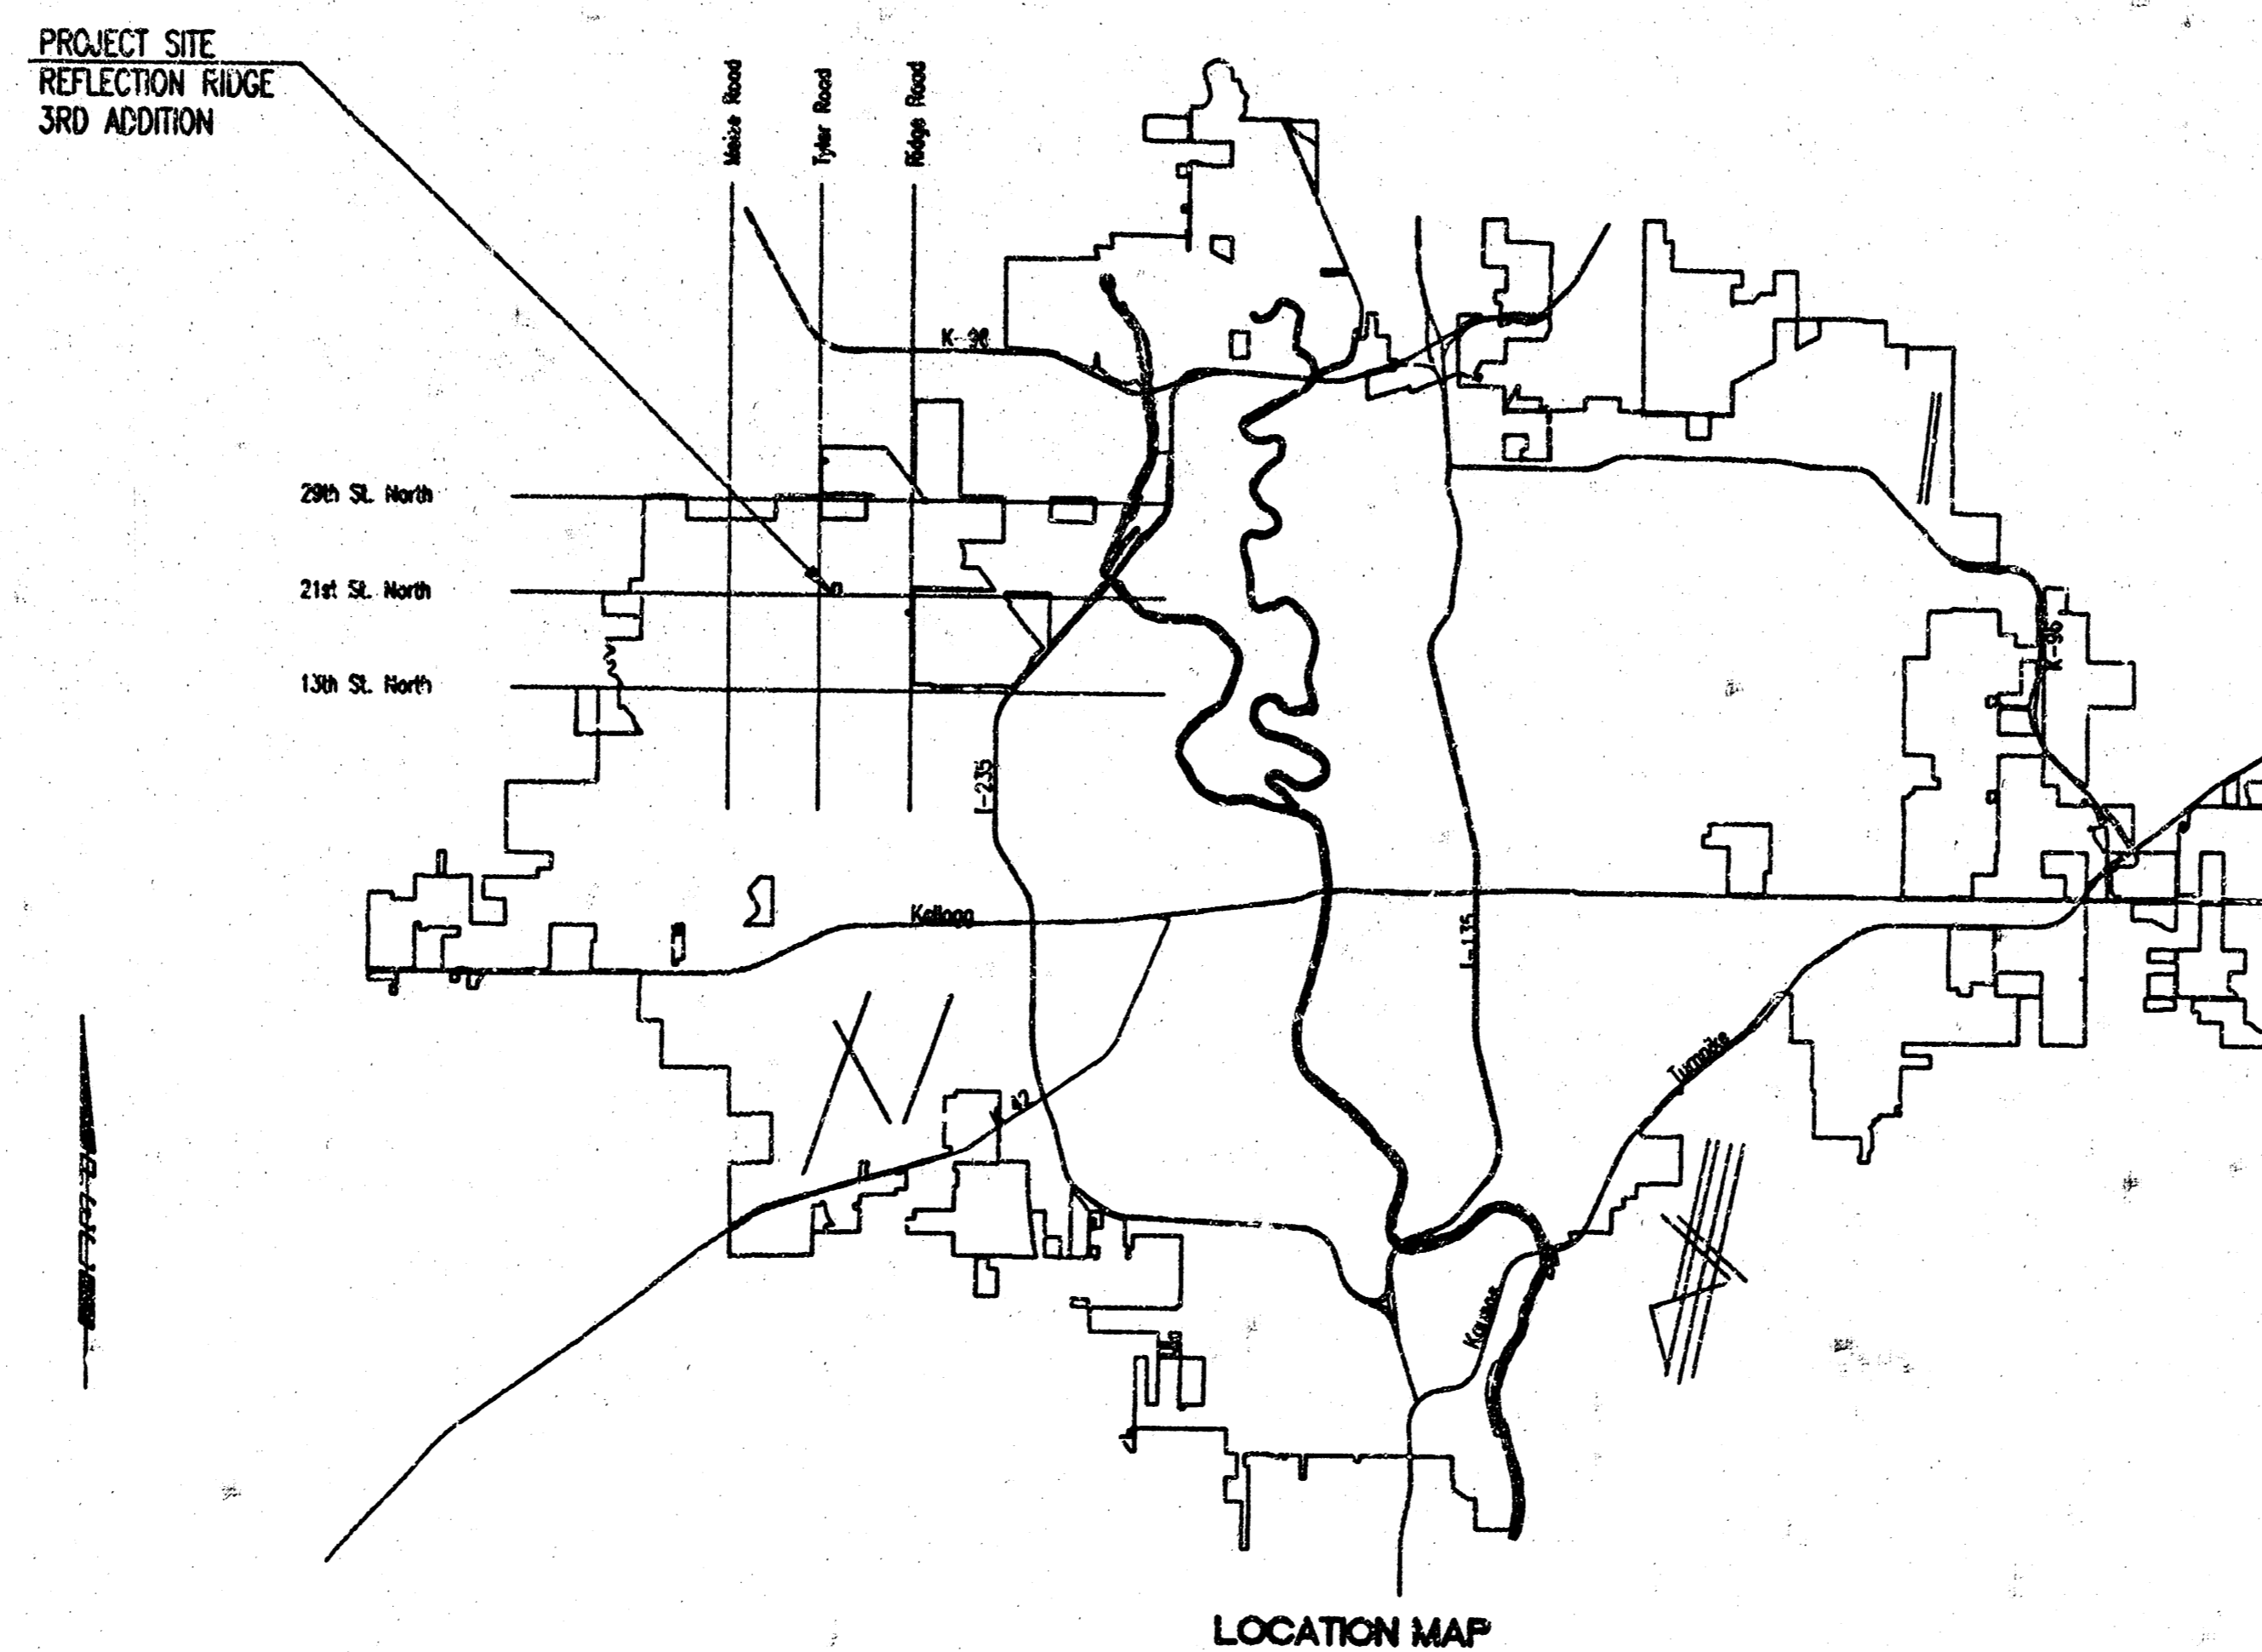 PROJECT SITE
REFLECTION RIDGE
3RD ADDITION
Maize Road
Tyler Road
Ridge Road
K-96
29th St. North
21st St. North
13th St. North
K-96
I-235
Kellogg
I-135
Turnpike
K-42
Kansas
LOCATION MAP